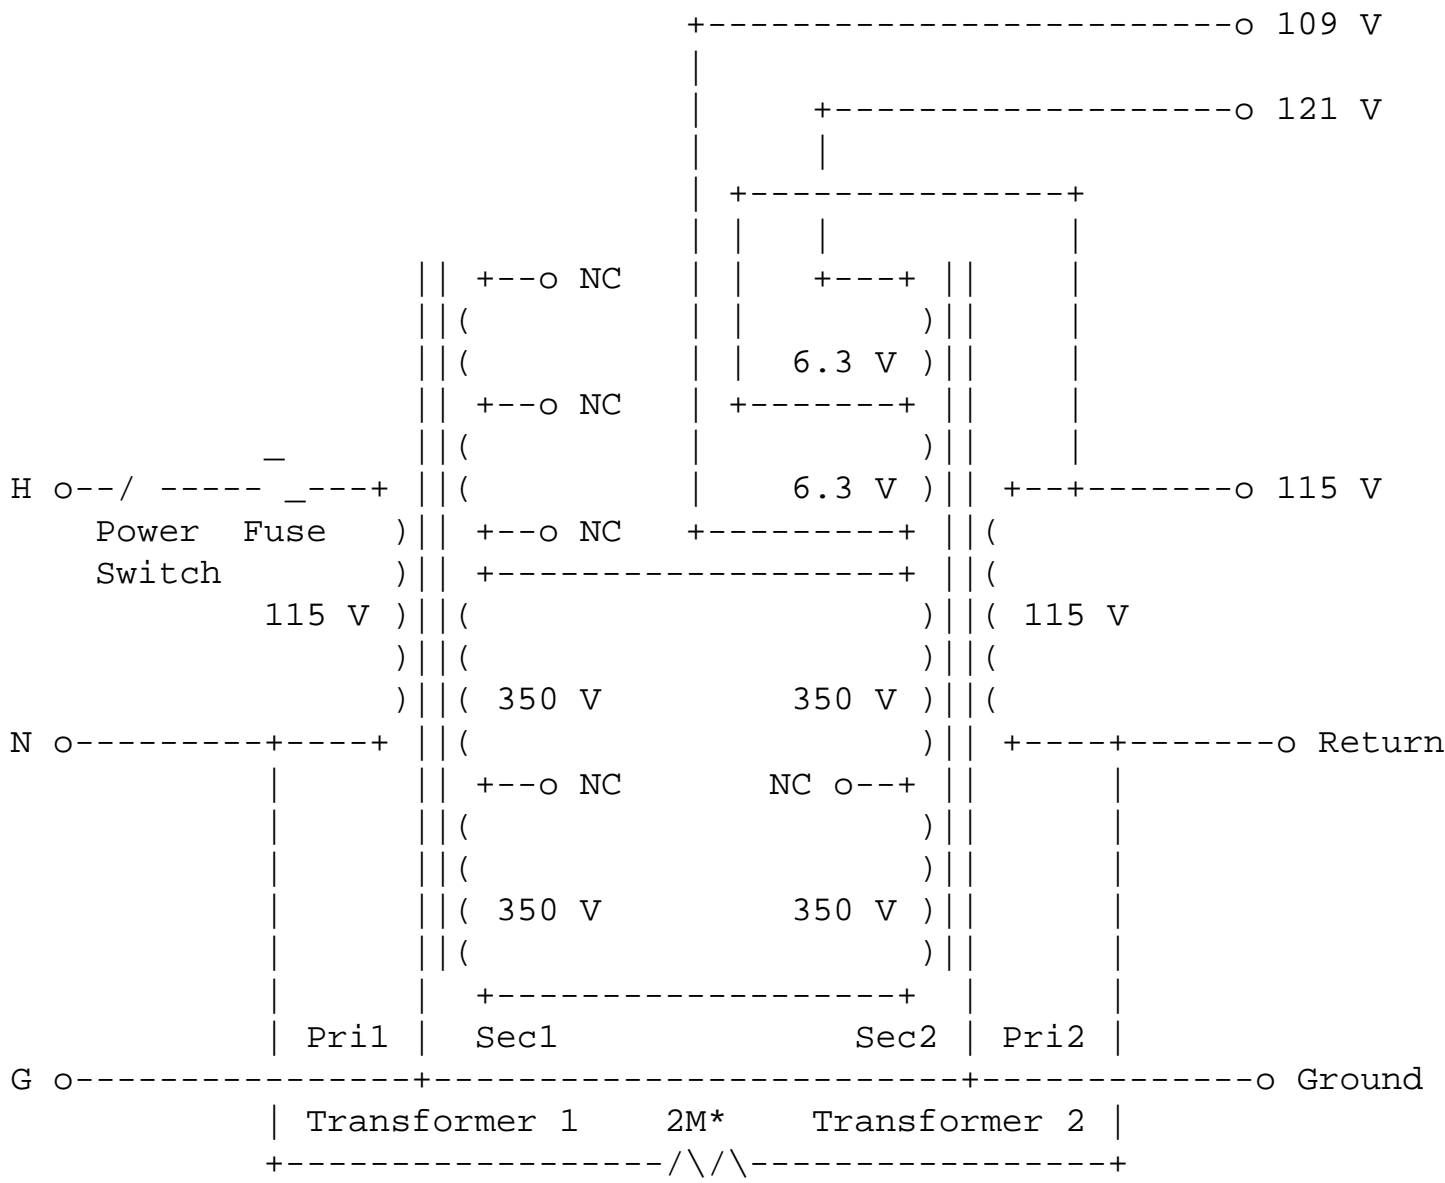 109 V
121 V
NC
6.3 V
NC
H 6.3 V 115 V
Power Fuse NC
Switch
115 V 115 V
350 V 350 V
N Return
NC NC
350 V 350 V
Pri1 Sec1 Sec2 Pri2
G Ground
Transformer 1 2M* Transformer 2